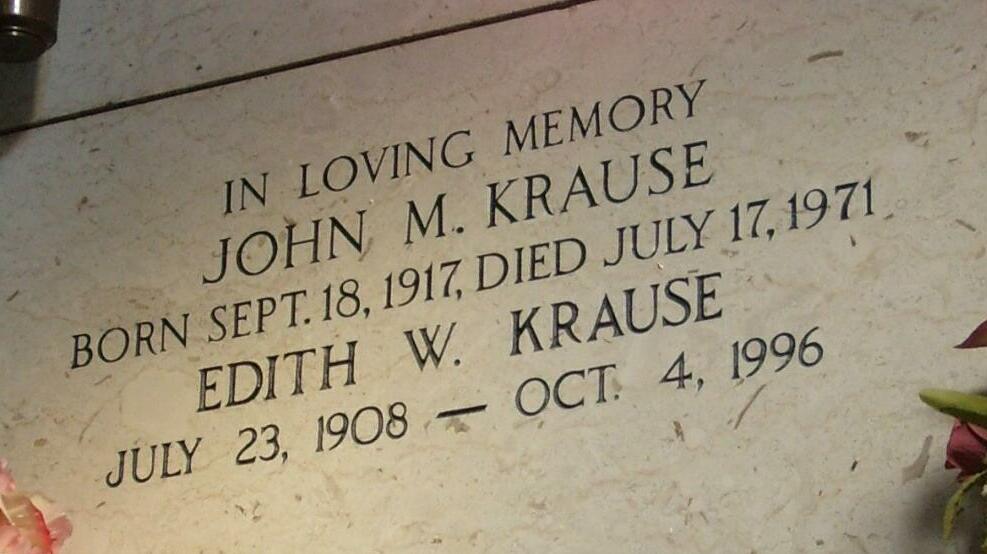 IN LOVING MEMORY
JOHN M. KRAUSE
BORN SEPT. 18, 1917, DIED JULY 17, 1971
EDITH W. KRAUSE
JULY 23, 1908 — OCT. 4, 1996